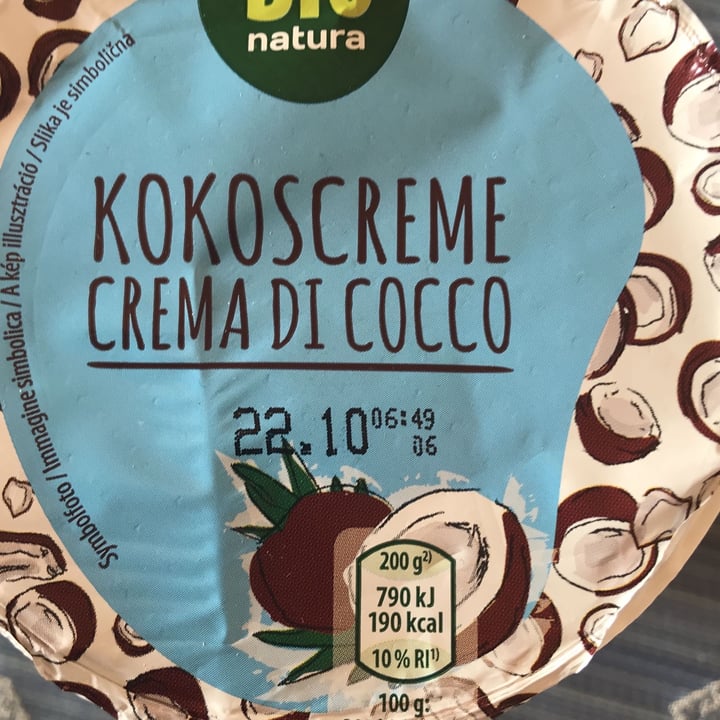 BIO
natura
KOKOSCREME
CREMA DI COCCO
22.10 06:49
06
Symbolfoto / Immagine simbolica / A kép illusztráció / Slika je simbolična
200 g²⁾
790 kJ
190 kcal
10 % RI¹⁾
100 g: